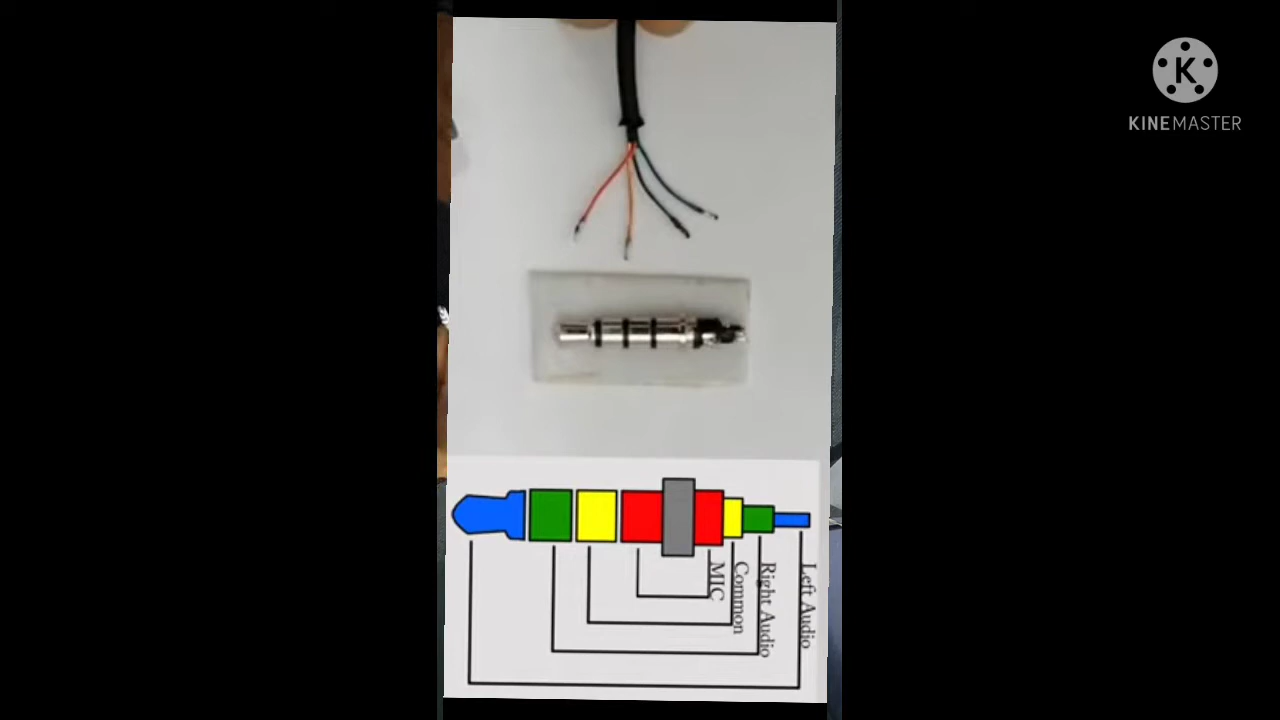 K
KINEMASTER
MIC
Common
Right Audio
Left Audio